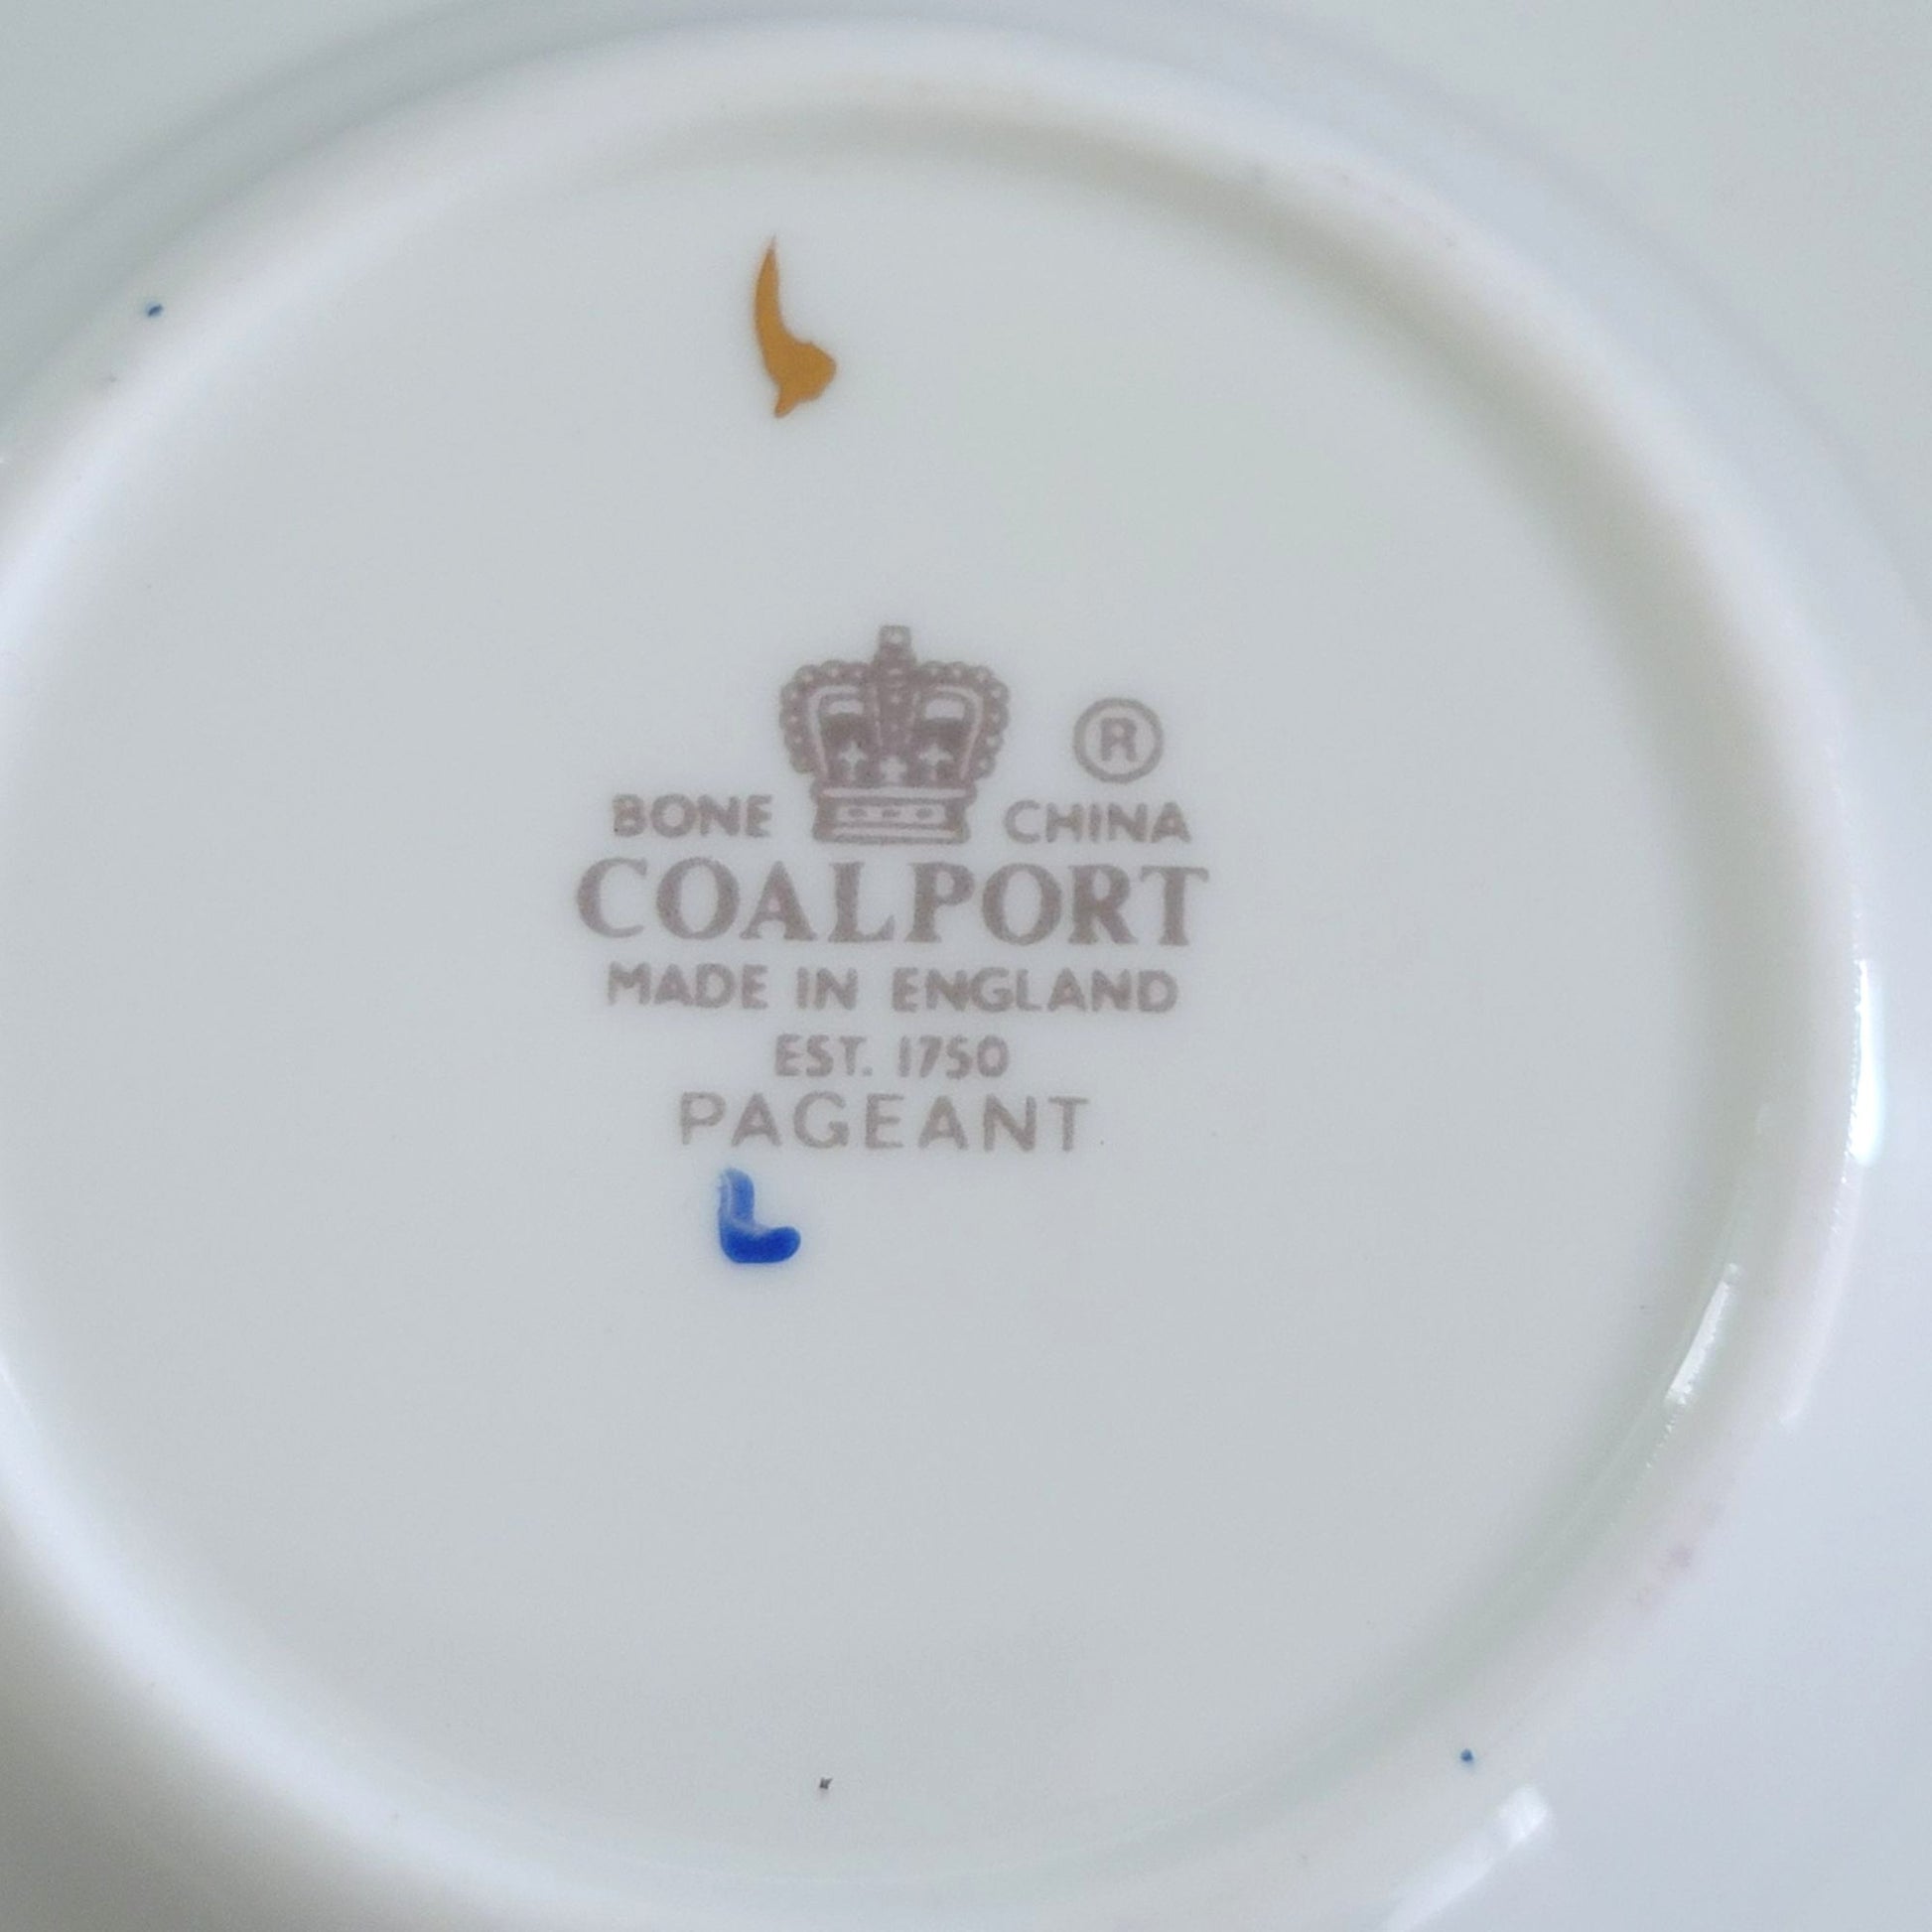 ®
BONE CHINA
COALPORT
MADE IN ENGLAND
EST. 1750
PAGEANT
L